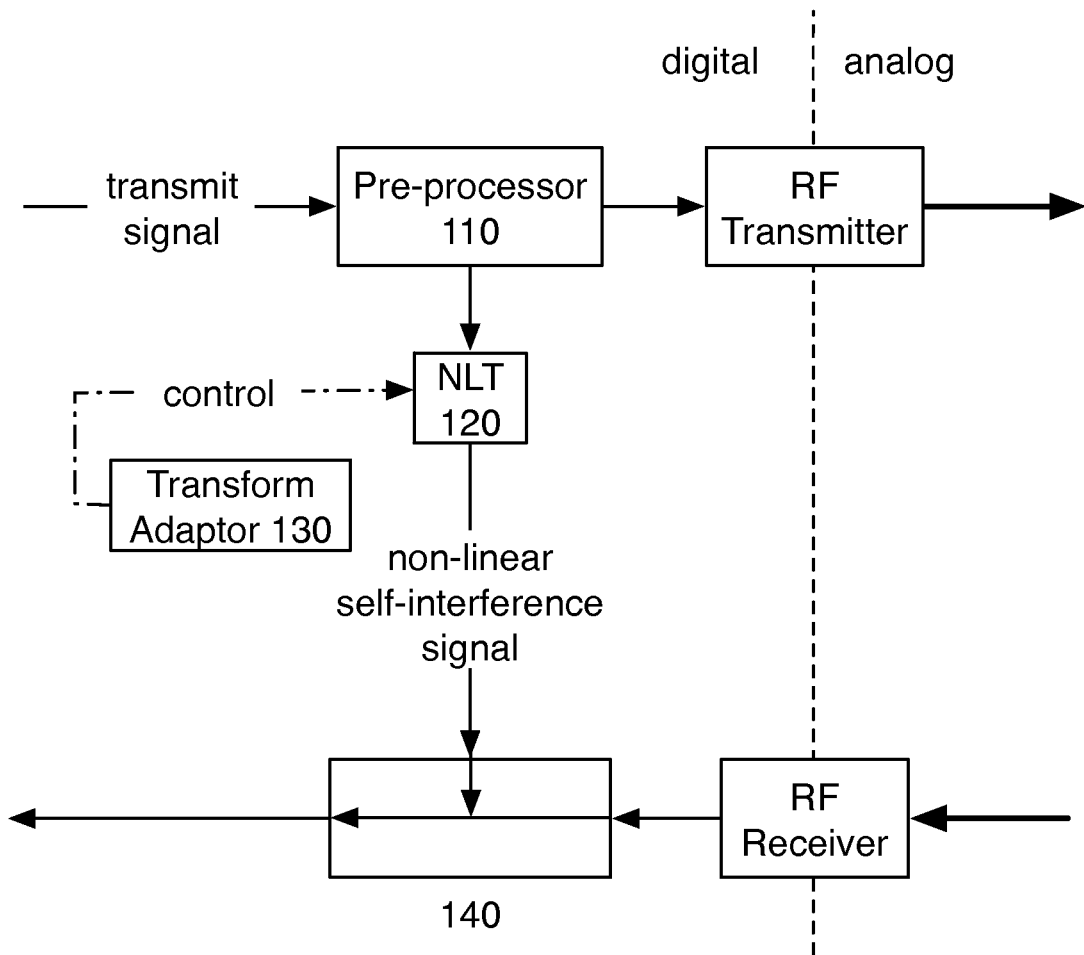 digital
analog
transmit
signal
Pre-processor
110
RF
Transmitter
NLT
120
control
Transform
Adaptor 130
non-linear
self-interference
signal
RF
Receiver
140